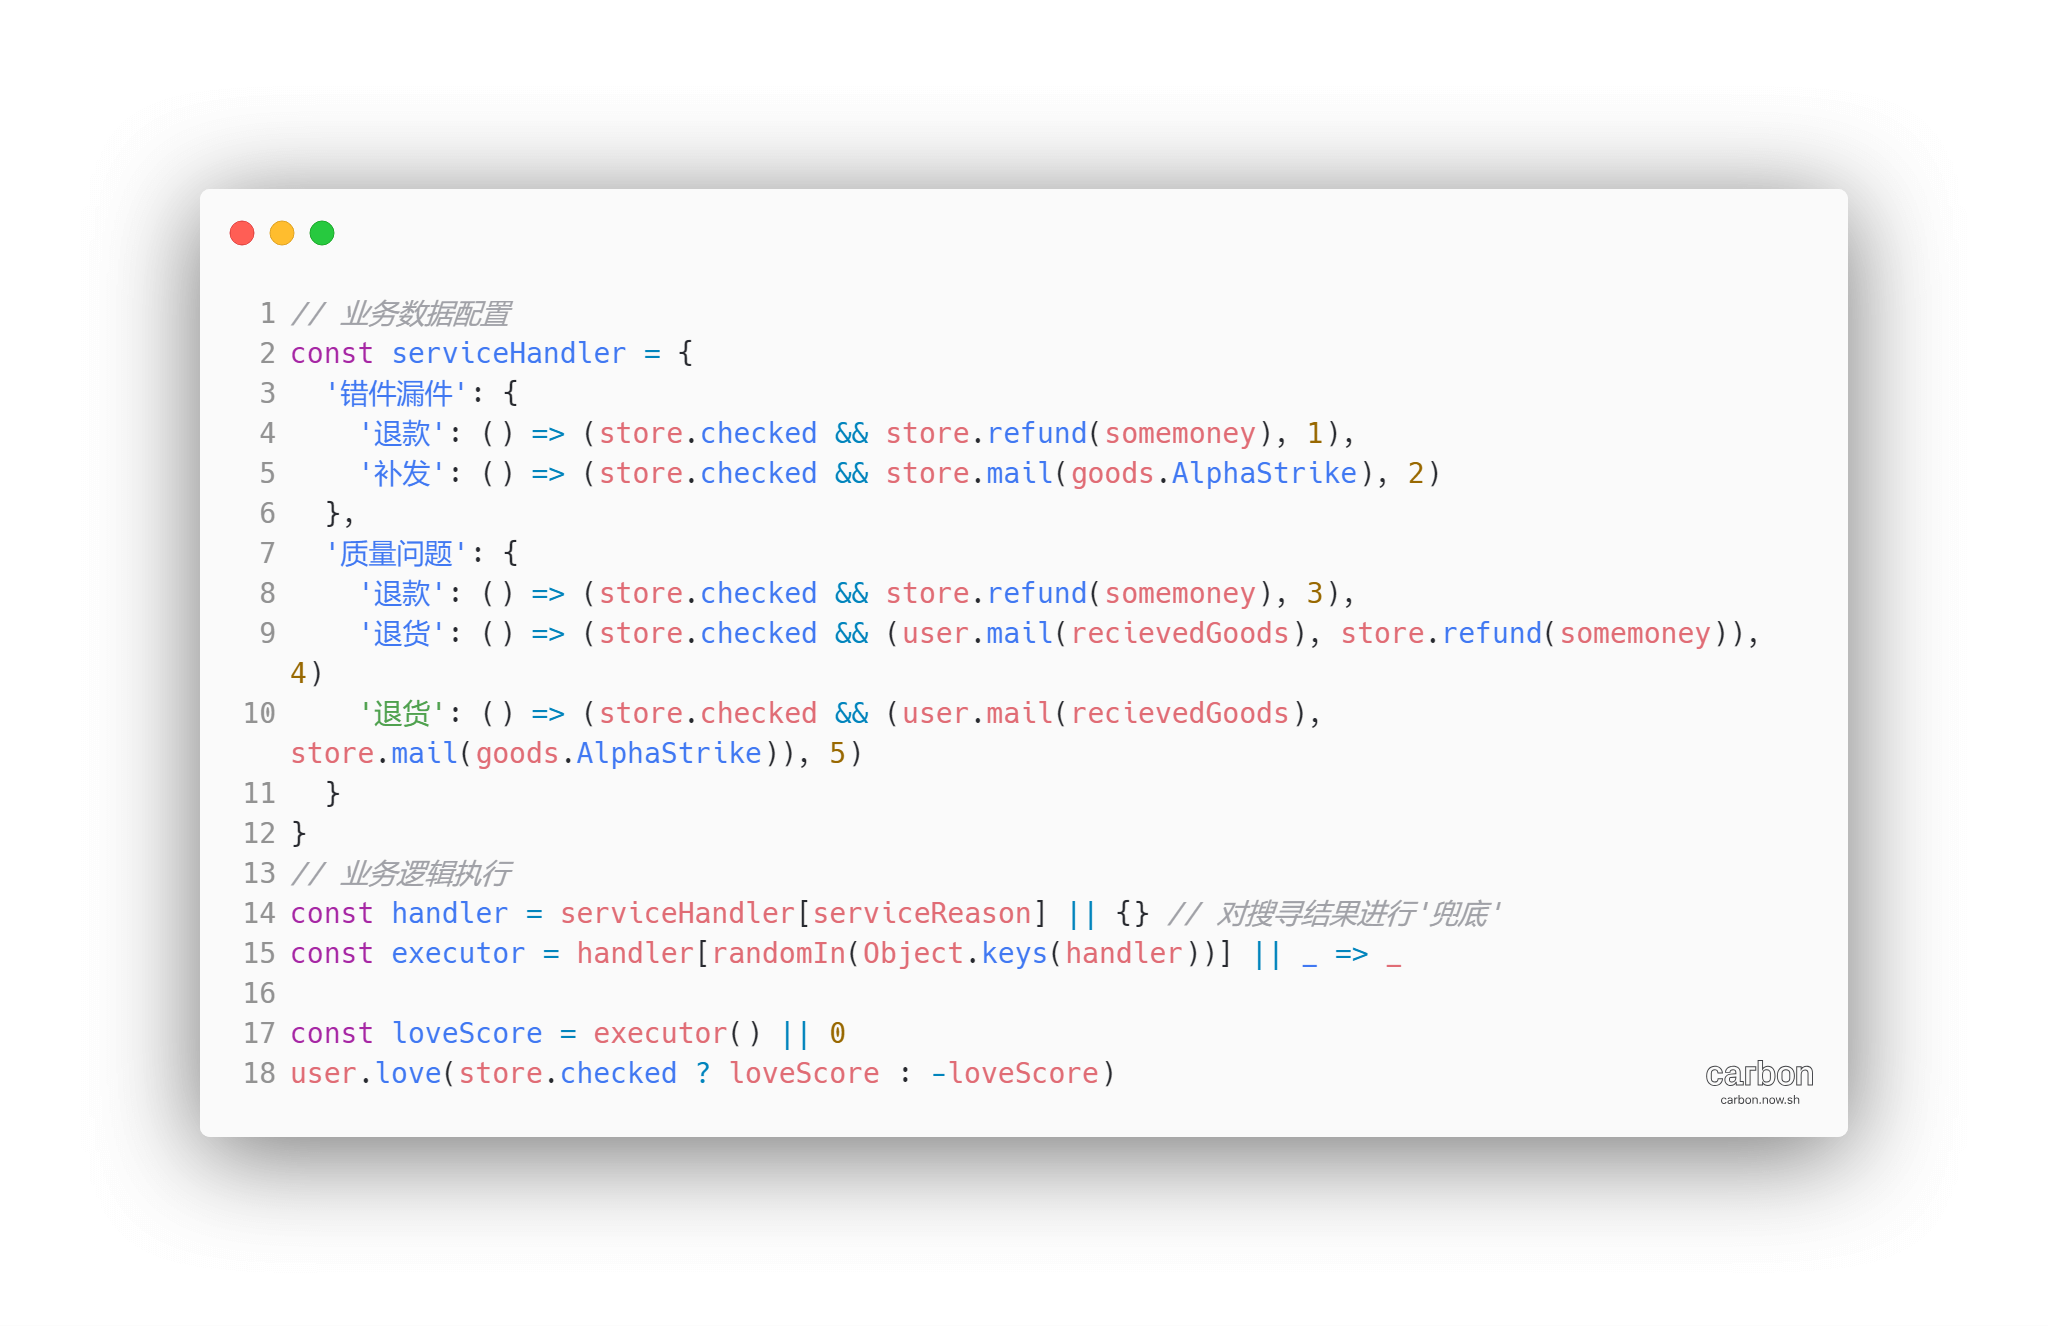 1 // 业务数据配置
2 const serviceHandler = {
3   '错件漏件': {
4     '退款': () => (store.checked && store.refund(somemoney), 1),
5     '补发': () => (store.checked && store.mail(goods.AlphaStrike), 2)
6   },
7   '质量问题': {
8     '退款': () => (store.checked && store.refund(somemoney), 3),
9     '退货': () => (store.checked && (user.mail(recievedGoods), store.refund(somemoney)),
4)
10     '退货': () => (store.checked && (user.mail(recievedGoods),
store.mail(goods.AlphaStrike)), 5)
11   }
12 }
13 // 业务逻辑执行
14 const handler = serviceHandler[serviceReason] || {} // 对搜寻结果进行'兜底'
15 const executor = handler[randomIn(Object.keys(handler))] || _ => _
16
17 const loveScore = executor() || 0
18 user.love(store.checked ? loveScore : -loveScore)
carbon
carbon.now.sh